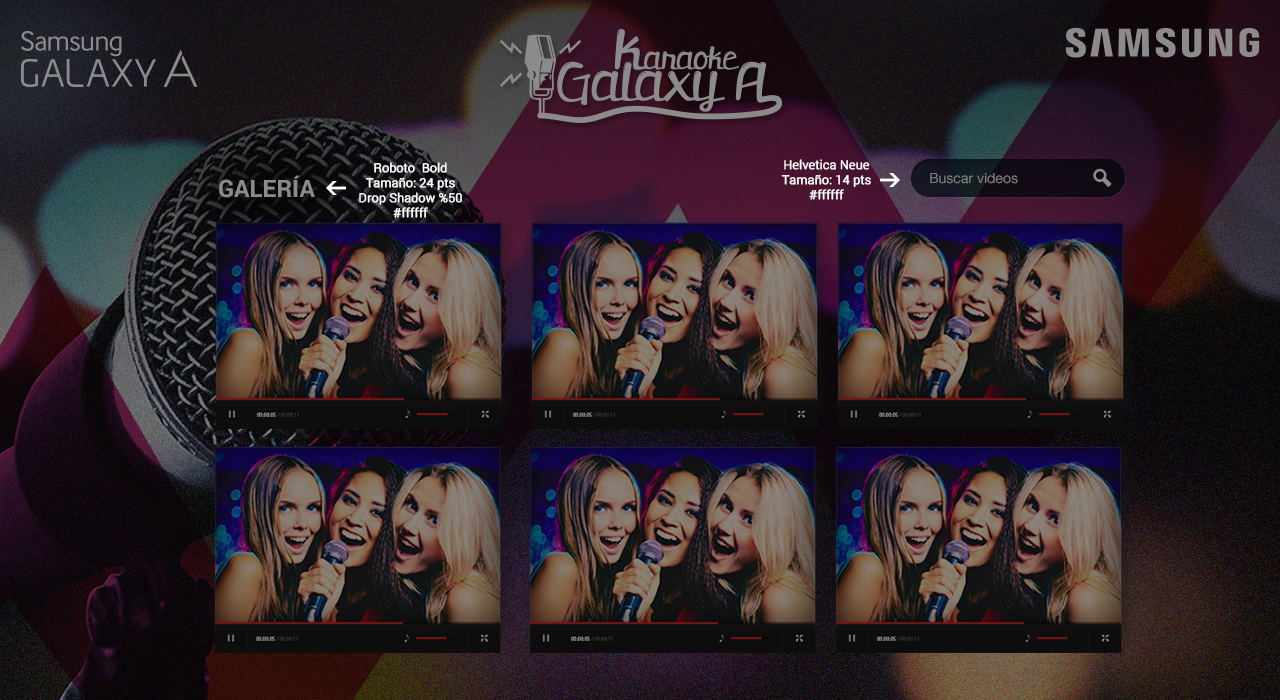 Samsung
GALAXY A
Karaoke
Galaxy A
SAMSUNG
GALERÍA
Roboto Bold
Tamaño: 24 pts
Drop Shadow %50
#ffffff
Helvetica Neue
Tamaño: 14 pts
#ffffff
Buscar videos
00:00:05 / 00:00:11
00:00:05 / 00:00:11
00:00:05 / 00:00:11
00:00:05 / 00:00:11
00:00:05 / 00:00:11
00:00:05 / 00:00:11